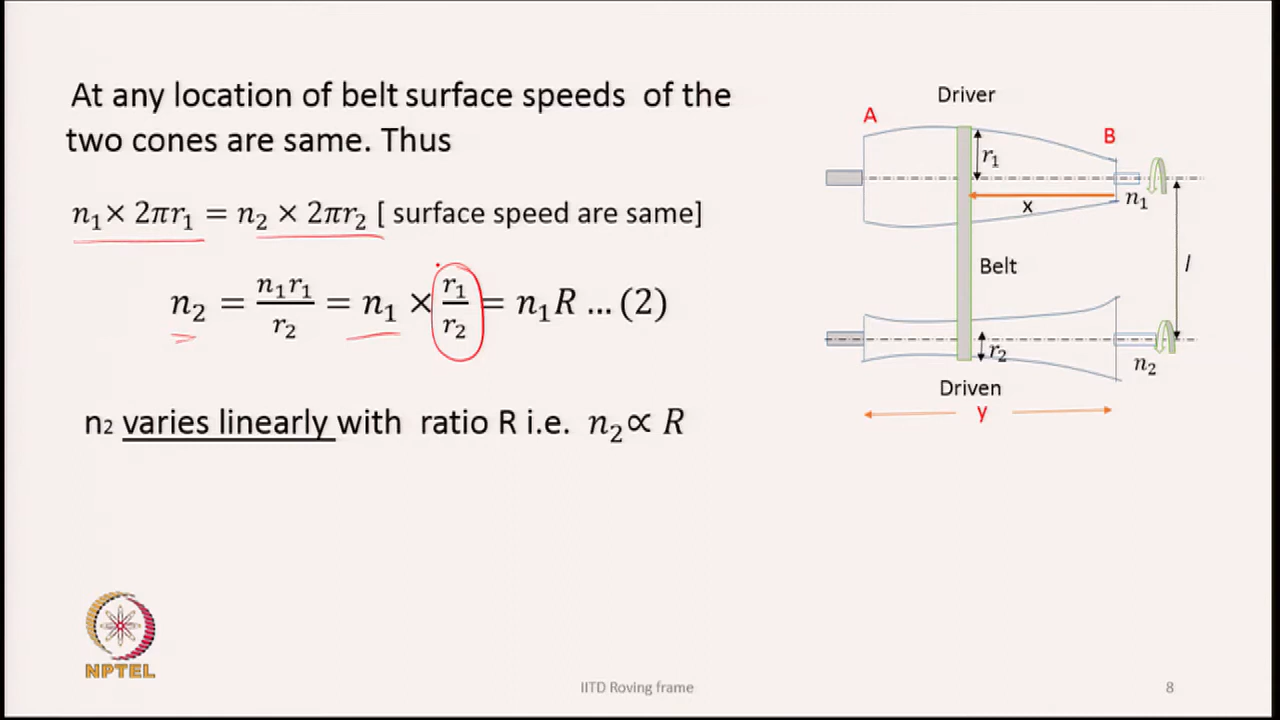 At any location of belt surface speeds of the
two cones are same. Thus
n₁× 2πr₁ = n₂ × 2πr₂ [ surface speed are same]
n₂ = n₁r₁/r₂ = n₁ × r₁/r₂ = n₁R … (2)
n₂ varies linearly with ratio R i.e. n₂∝ R
Driver
A
B
r₁
x
n₁
Belt
l
r₂
n₂
Driven
y
NPTEL
IITD Roving frame
8